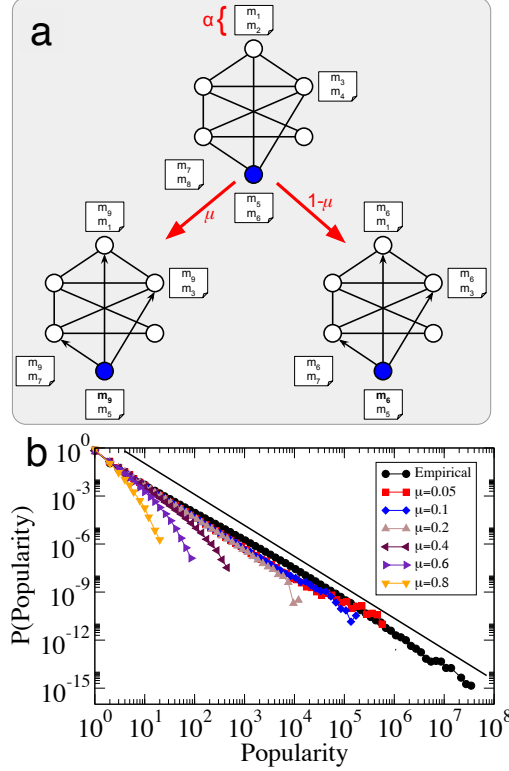 a
α {
m1
m2
m3
m4
m7
m8
m5
m6
μ
1-μ
m9
m1
m9
m3
m9
m7
m9
m5
m6
m1
m6
m3
m6
m7
m6
m5
b
P(Popularity)
10^0
10^-3
10^-6
10^-9
10^-12
10^-15
Empirical
μ=0.05
μ=0.1
μ=0.2
μ=0.4
μ=0.6
μ=0.8
10^0 10^1 10^2 10^3 10^4 10^5 10^6 10^7 10^8
Popularity